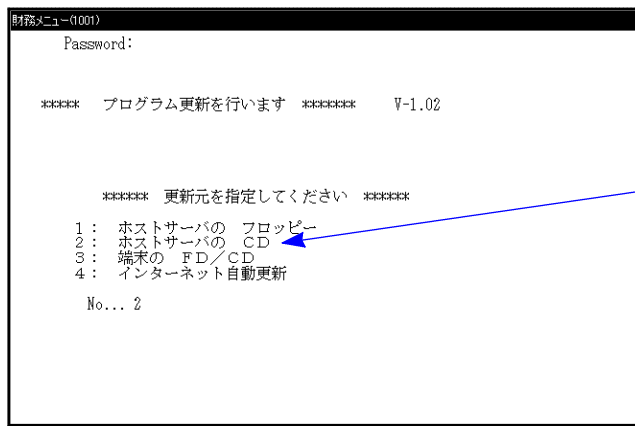 財務メニュー(1001)
Password:
***** プログラム更新を行います ******* V-1.02
****** 更新元を指定してください ******
1： ホストサーバの フロッピー
2： ホストサーバの ＣＤ
3： 端末の ＦＤ／ＣＤ
4： インターネット自動更新
No... 2